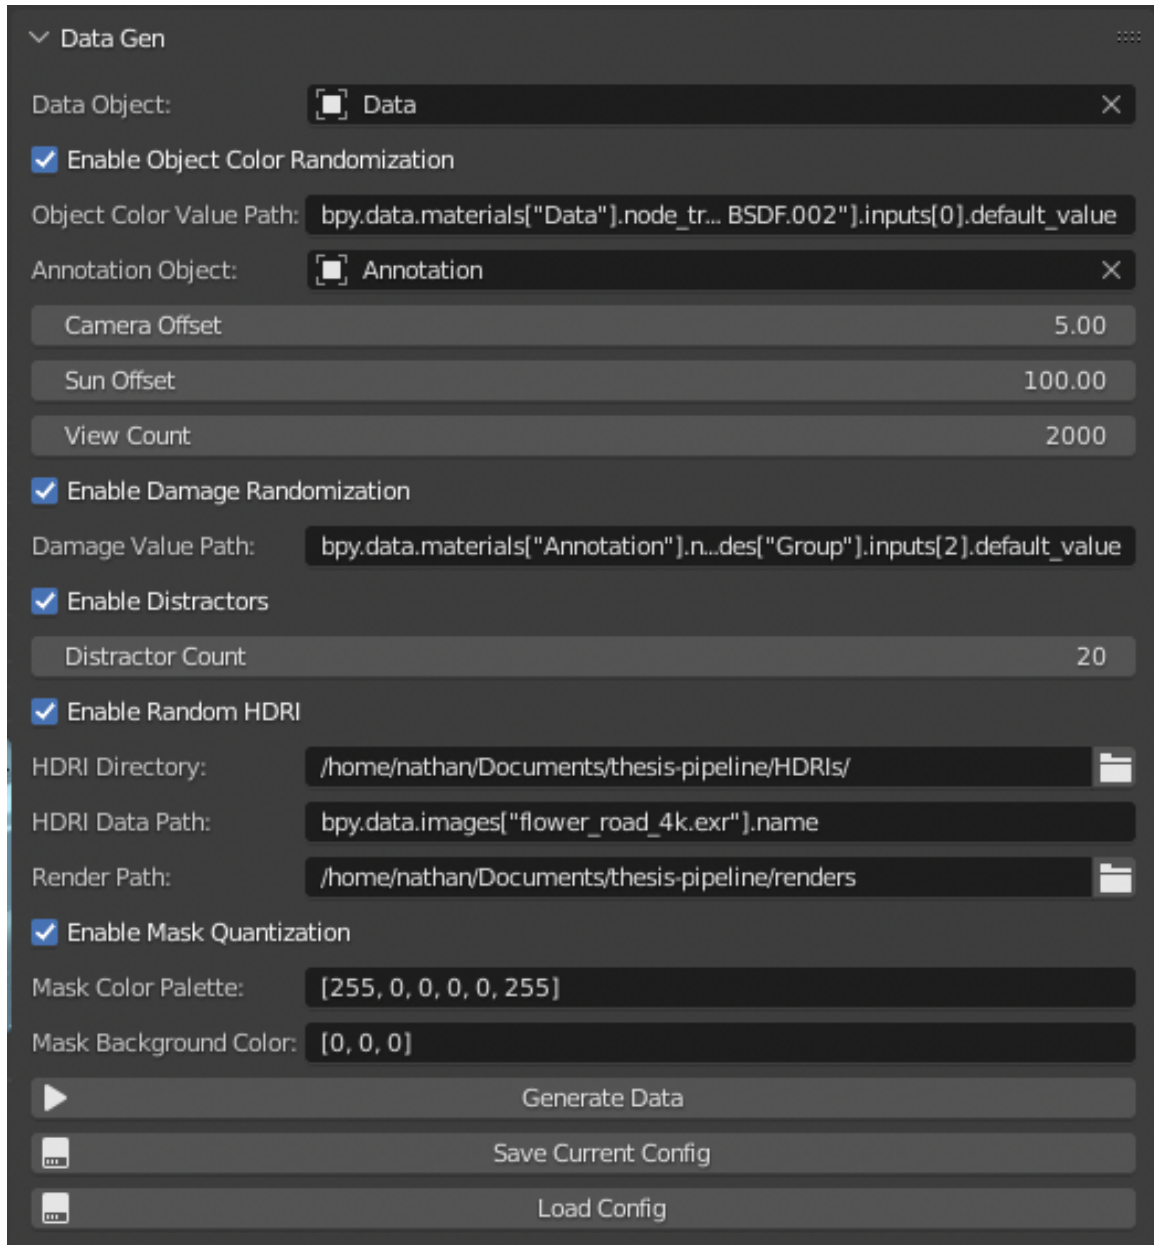 Data Gen
Data Object: Data
Enable Object Color Randomization
Object Color Value Path: bpy.data.materials["Data"].node_tr... BSDF.002"].inputs[0].default_value
Annotation Object: Annotation
Camera Offset 5.00
Sun Offset 100.00
View Count 2000
Enable Damage Randomization
Damage Value Path: bpy.data.materials["Annotation"].n...des["Group"].inputs[2].default_value
Enable Distractors
Distractor Count 20
Enable Random HDRI
HDRI Directory: /home/nathan/Documents/thesis-pipeline/HDRIs/
HDRI Data Path: bpy.data.images["flower_road_4k.exr"].name
Render Path: /home/nathan/Documents/thesis-pipeline/renders
Enable Mask Quantization
Mask Color Palette: [255, 0, 0, 0, 0, 255]
Mask Background Color: [0, 0, 0]
Generate Data
Save Current Config
Load Config